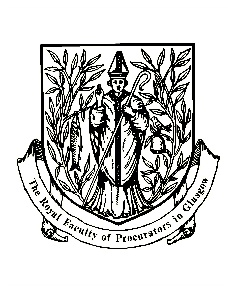 The Royal Faculty of Procurators in Glasgow